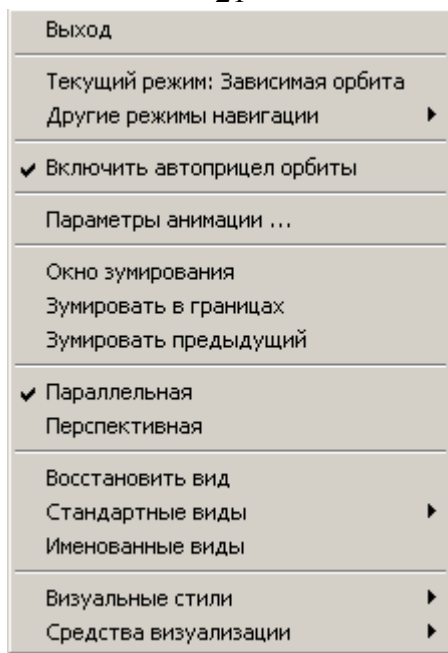 Выход
Текущий режим: Зависимая орбита
Другие режимы навигации
Включить автоприцел орбиты
Параметры анимации ...
Окно зумирования
Зумировать в границах
Зумировать предыдущий
Параллельная
Перспективная
Восстановить вид
Стандартные виды
Именованные виды
Визуальные стили
Средства визуализации